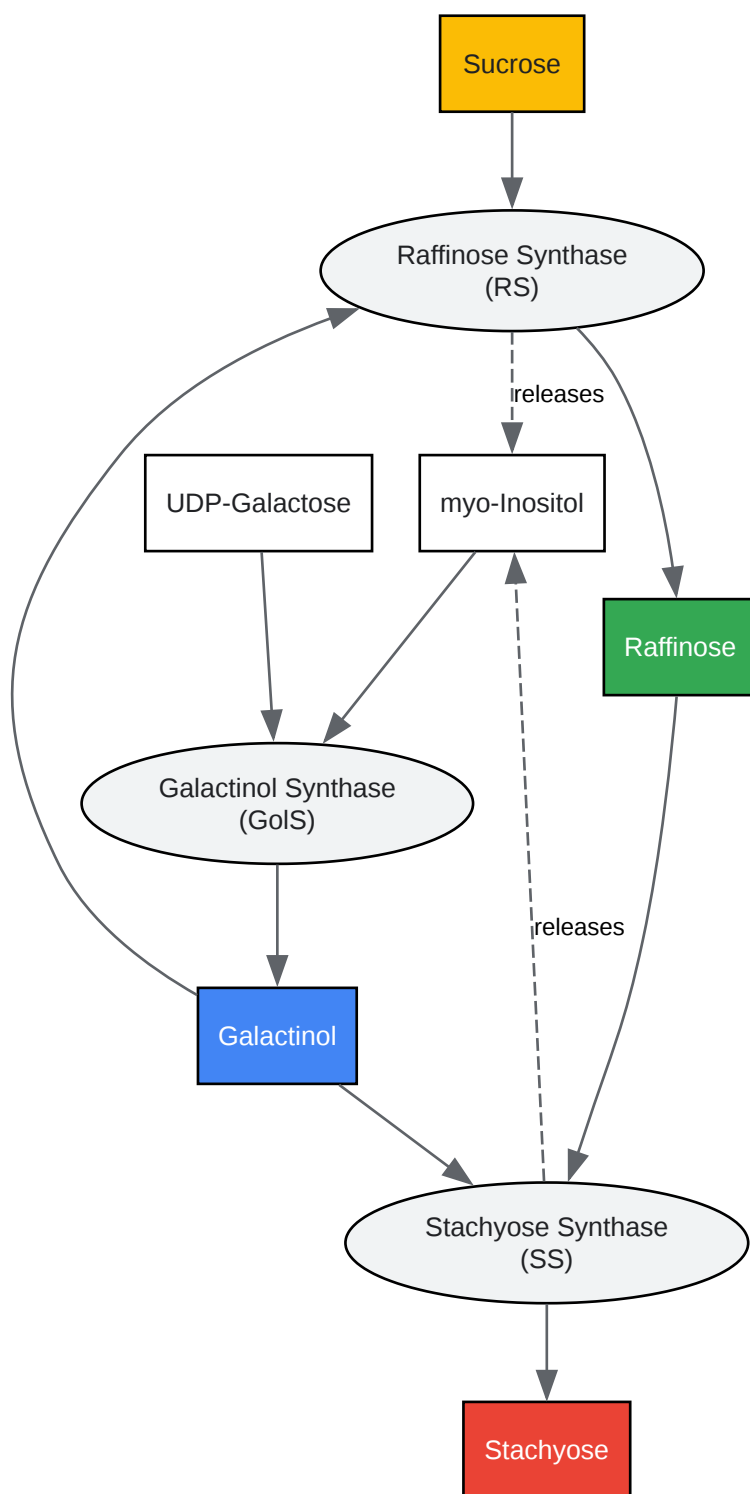 Sucrose
Raffinose Synthase
(RS)
releases
UDP-Galactose
myo-Inositol
Raffinose
Galactinol Synthase
(GolS)
releases
Galactinol
Stachyose Synthase
(SS)
Stachyose